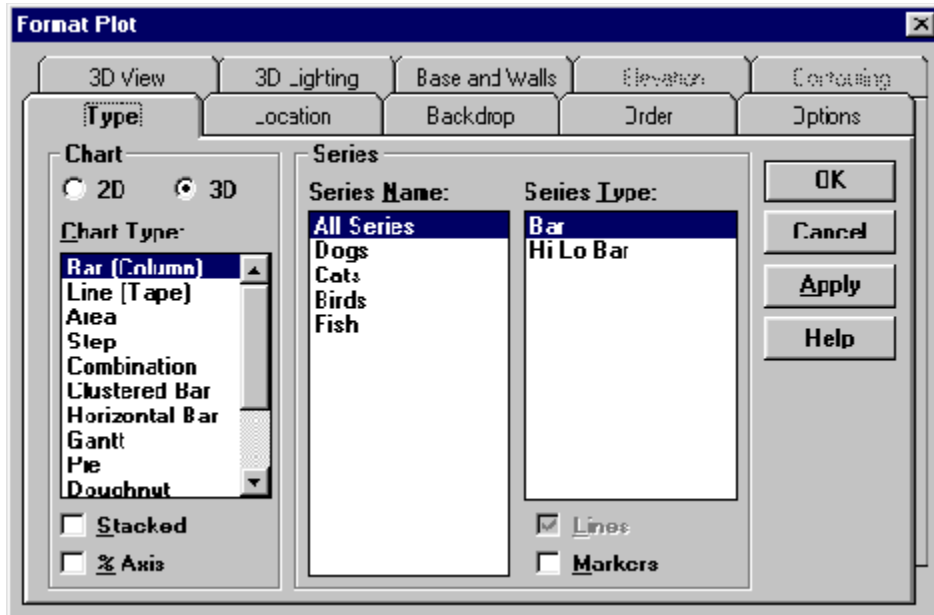 Format Plot
3D View 3D Lighting Base and Walls Elevation Contouring
Type Location Backdrop Order Options
Chart
2D 3D
Chart Type:
Bar (Column)
Line (Tape)
Area
Step
Combination
Clustered Bar
Horizontal Bar
Gantt
Pie
Doughnut
Stacked
% Axis
Series
Series Name:
All Series
Dogs
Cats
Birds
Fish
Series Type:
Bar
Hi Lo Bar
Lines
Markers
OK
Cancel
Apply
Help